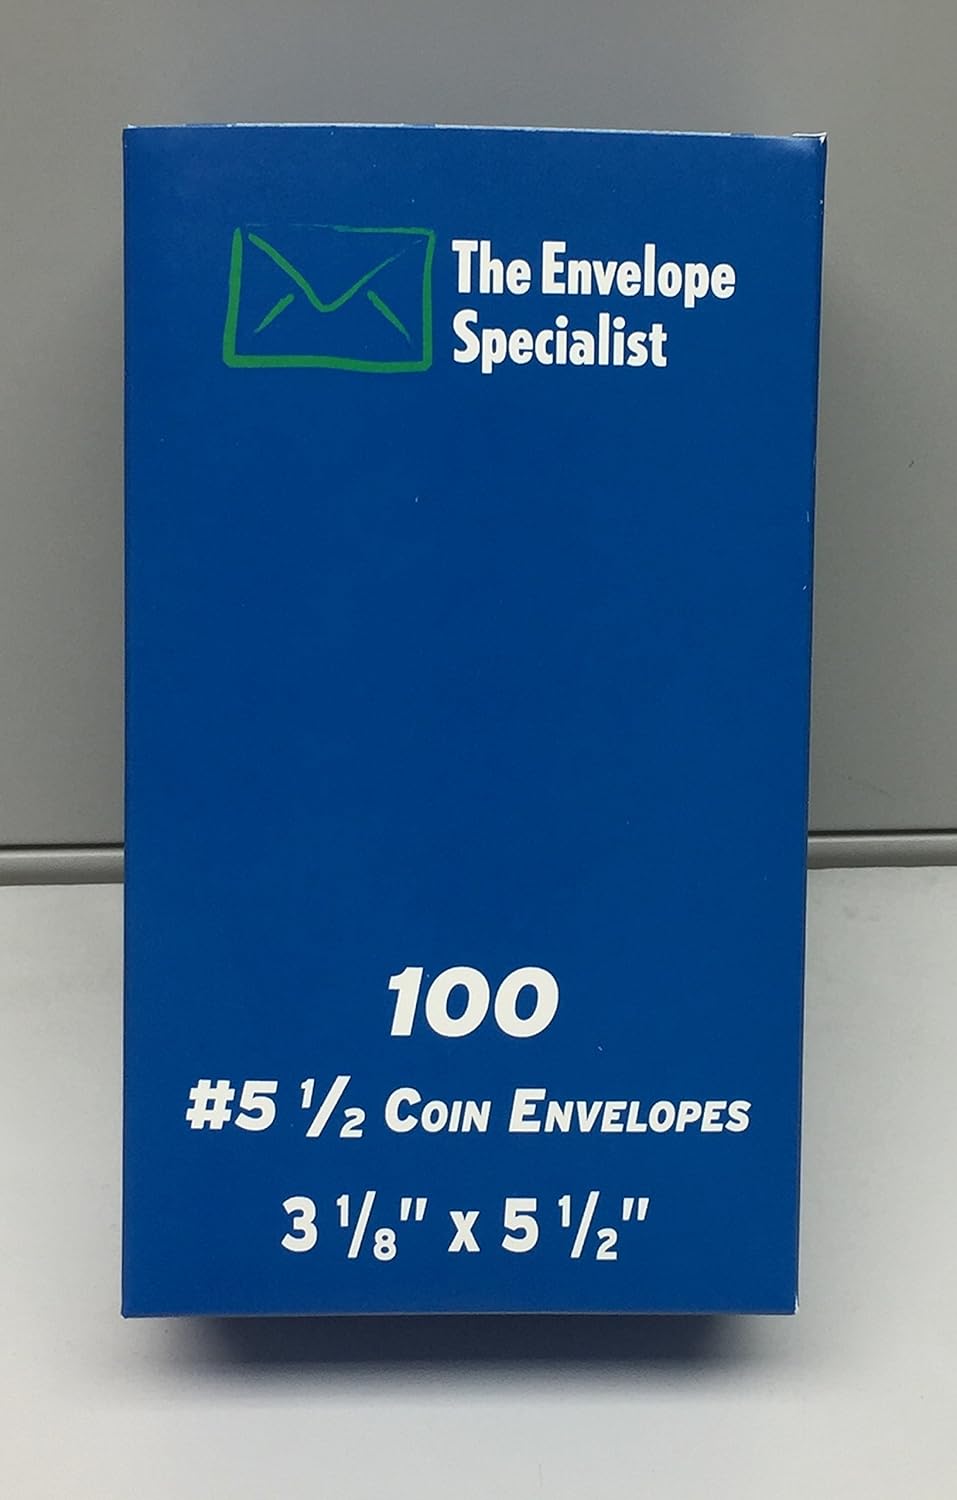 The Envelope
Specialist
100
#5 1/2 COIN ENVELOPES
3 1/8" x 5 1/2"